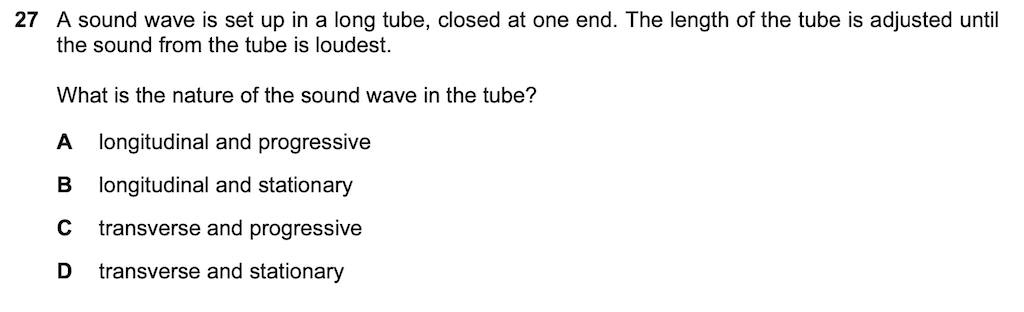 27 A sound wave is set up in a long tube, closed at one end. The length of the tube is adjusted until
the sound from the tube is loudest.
What is the nature of the sound wave in the tube?
A longitudinal and progressive
B longitudinal and stationary
C transverse and progressive
D transverse and stationary